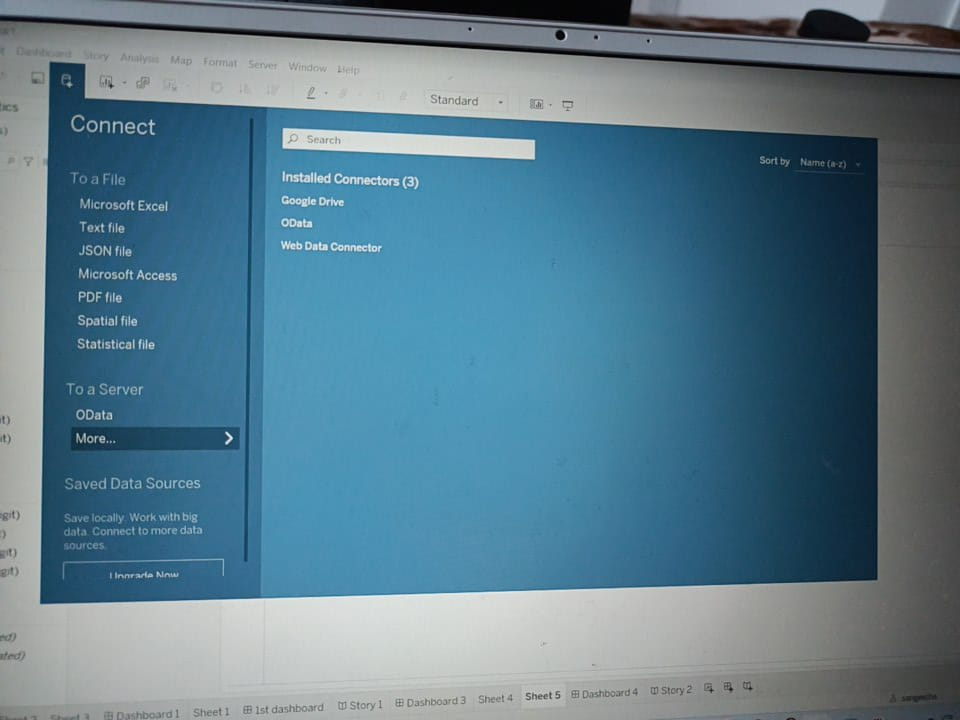 Dashboard Story Analysis Map Format Server Window Help
Standard
Connect
Search
Sort by Name (a-z)
To a File
Microsoft Excel
Text file
JSON file
Microsoft Access
PDF file
Spatial file
Statistical file
Installed Connectors (3)
Google Drive
OData
Web Data Connector
To a Server
OData
More...
Saved Data Sources
Save locally. Work with big
data. Connect to more data
sources.
Upgrade Now
Sheet 3 Dashboard 1 Sheet 1 1st dashboard Story 1 Dashboard 3 Sheet 4 Sheet 5 Dashboard 4 Story 2